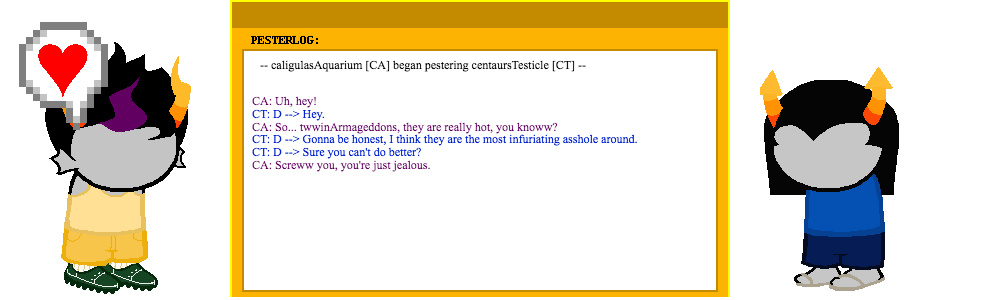 PESTERLOG:
-- caligulasAquarium [CA] began pestering centaursTesticle [CT] --
CA: Uh, hey!
CT: D --> Hey.
CA: So... twwinArmageddons, they are really hot, you knoww?
CT: D --> Gonna be honest, I think they are the most infuriating asshole around.
CT: D --> Sure you can't do better?
CA: Screww you, you're just jealous.